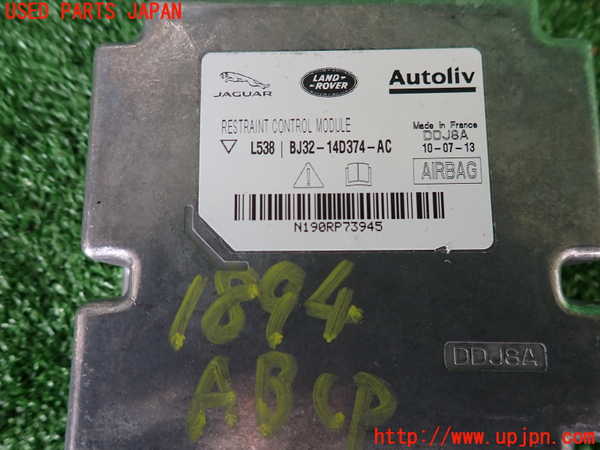 USED PARTS JAPAN
JAGUAR
LAND-
ROVER
Autoliv
RESTRAINT CONTROL MODULE
L538 | BJ32-14D374-AC
Made in France
DDJ8A
10-07-13
AIRBAG
N190RP73945
1894
ABCP
DDJ8A
http://www.upjpn.com/